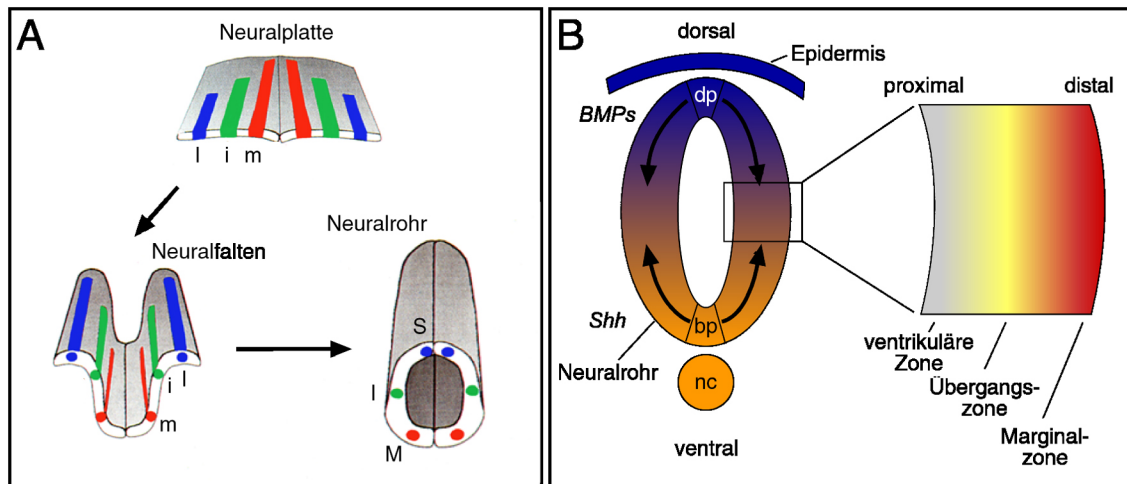 A
Neuralplatte
l i m
Neuralfalten
i
l
m
Neuralrohr
S
I
M
B
dorsal
Epidermis
dp
BMPs
Shh
bp
Neuralrohr
nc
ventral
proximal
distal
ventrikuläre
Zone
Übergangs-
zone
Marginal-
zone